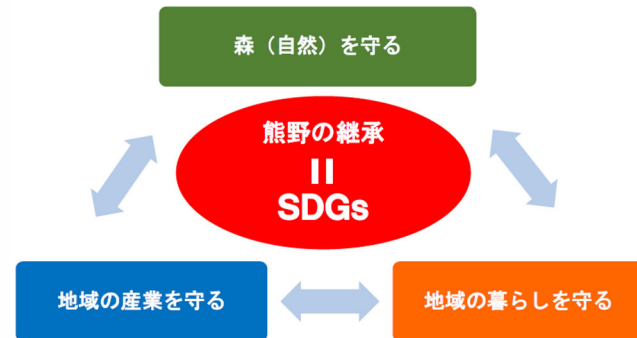 森（自然）を守る
熊野の継承
=
SDGs
地域の産業を守る
地域の暮らしを守る